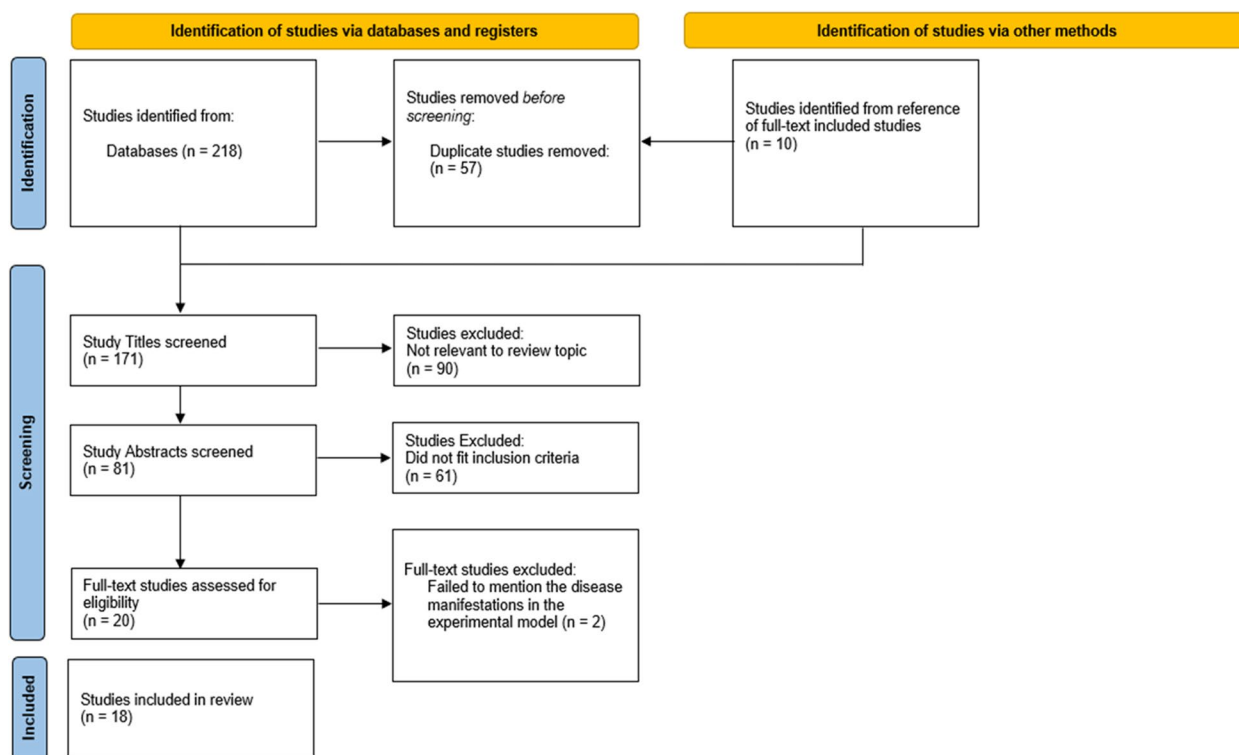 Identification of studies via databases and registers
Identification of studies via other methods
Identification
Studies identified from:
Databases (n = 218)
Studies removed before
screening:
Duplicate studies removed:
(n = 57)
Studies identified from reference
of full-text included studies
(n = 10)
Screening
Study Titles screened
(n = 171)
Studies excluded:
Not relevant to review topic
(n = 90)
Study Abstracts screened
(n = 81)
Studies Excluded:
Did not fit inclusion criteria
(n = 61)
Full-text studies assessed for
eligibility
(n = 20)
Full-text studies excluded:
Failed to mention the disease
manifestations in the
experimental model (n = 2)
Included
Studies included in review
(n = 18)